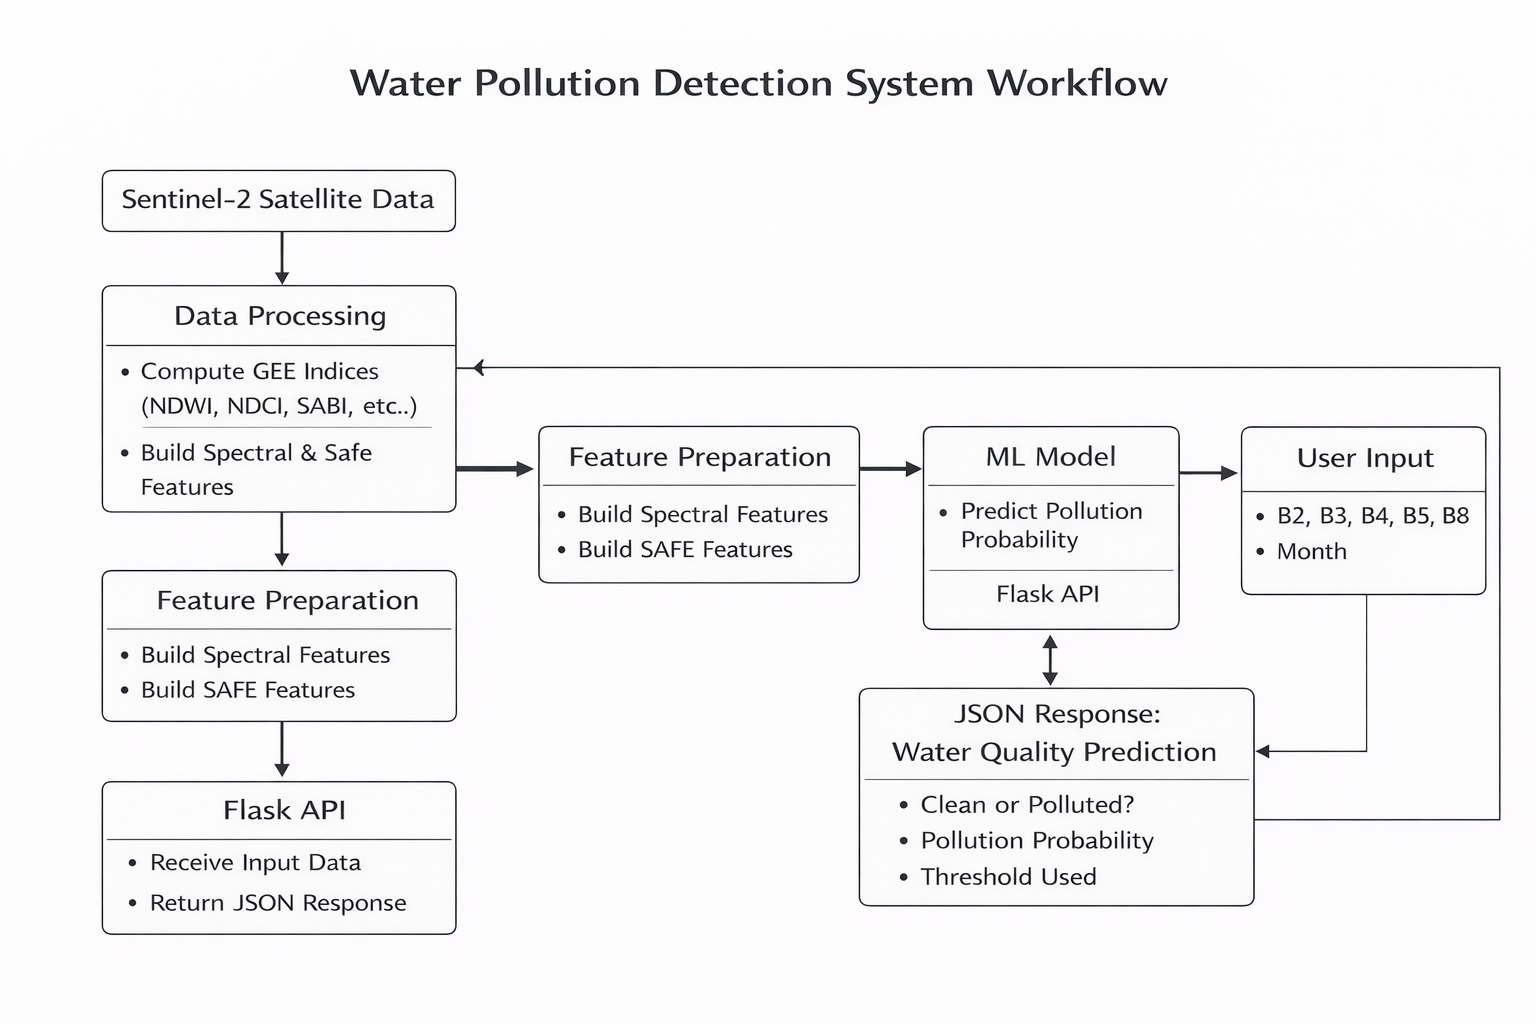 Water Pollution Detection System Workflow
Sentinel-2 Satellite Data
Data Processing
• Compute GEE Indices
(NDWI, NDCI, SABI, etc..)
• Build Spectral & Safe
Features
Feature Preparation
• Build Spectral Features
• Build SAFE Features
Flask API
• Receive Input Data
• Return JSON Response
Feature Preparation
• Build Spectral Features
• Build SAFE Features
ML Model
• Predict Pollution
Probability
Flask API
User Input
• B2, B3, B4, B5, B8
• Month
JSON Response:
Water Quality Prediction
• Clean or Polluted?
• Pollution Probability
• Threshold Used